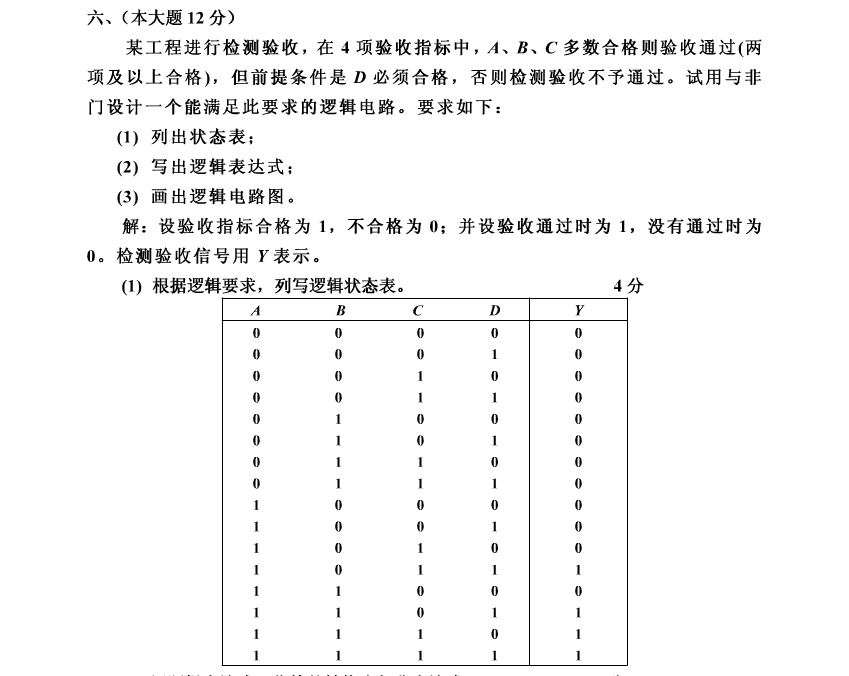 六、（本大题 12 分）
某工程进行检测验收，在 4 项验收指标中，A、B、C 多数合格则验收通过(两
项及以上合格)，但前提条件是 D 必须合格，否则检测验收不予通过。试用与非
门设计一个能满足此要求的逻辑电路。要求如下：
(1) 列出状态表；
(2) 写出逻辑表达式；
(3) 画出逻辑电路图。
解：设验收指标合格为 1，不合格为 0；并设验收通过时为 1，没有通过时为
0。检测验收信号用 Y 表示。
(1) 根据逻辑要求，列写逻辑状态表。 4 分
A B C D Y
0 0 0 0 0
0 0 0 1 0
0 0 1 0 0
0 0 1 1 0
0 1 0 0 0
0 1 0 1 0
0 1 1 0 0
0 1 1 1 0
1 0 0 0 0
1 0 0 1 0
1 0 1 0 0
1 0 1 1 1
1 1 0 0 0
1 1 0 1 1
1 1 1 0 1
1 1 1 1 1